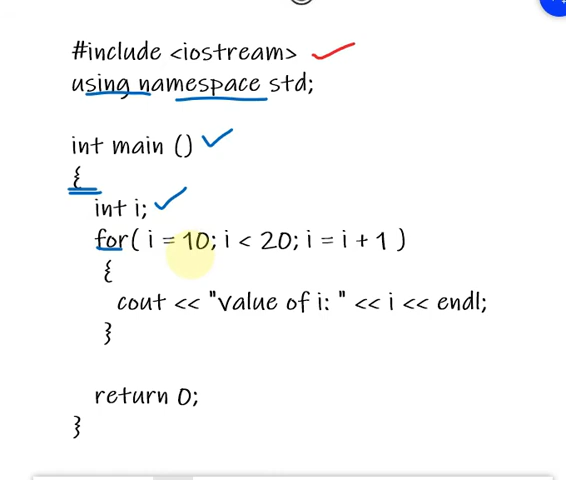 #include <iostream>
using namespace std;
int main ()
{
int i;
for( i = 10; i < 20; i = i + 1 )
{
cout << "Value of i: " << i << endl;
}
return 0;
}